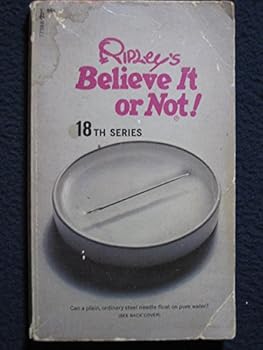 Ripley's
Believe It
or Not!®
18TH SERIES
Can a plain, ordinary steel needle float on pure water?
(SEE BACK COVER)